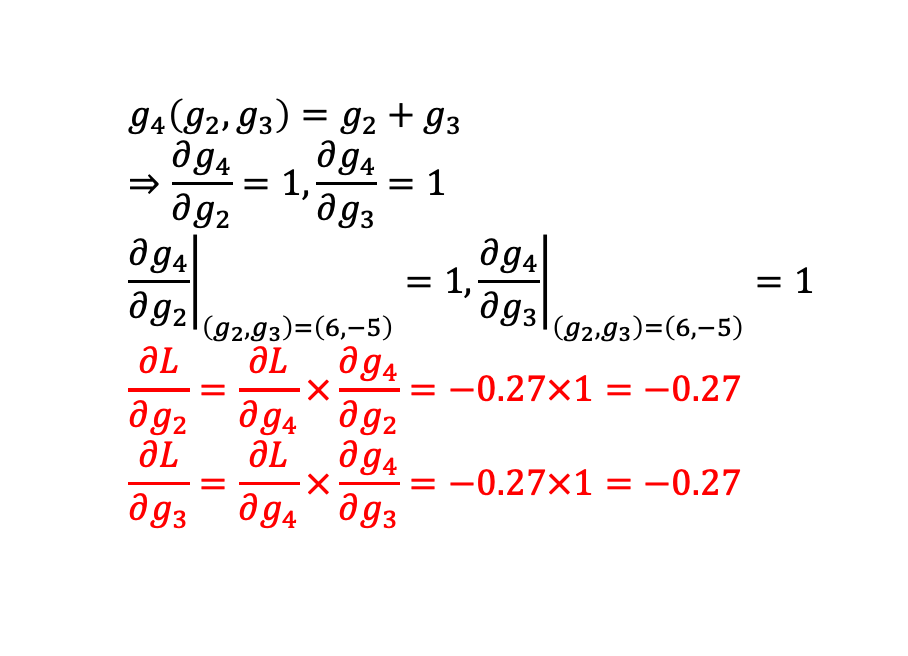 g₄(g₂, g₃) = g₂ + g₃
⇒ ∂g₄/∂g₂ = 1, ∂g₄/∂g₃ = 1
∂g₄/∂g₂|(g₂,g₃)=(6,−5) = 1, ∂g₄/∂g₃|(g₂,g₃)=(6,−5) = 1
∂L/∂g₂ = ∂L/∂g₄ × ∂g₄/∂g₂ = −0.27×1 = −0.27
∂L/∂g₃ = ∂L/∂g₄ × ∂g₄/∂g₃ = −0.27×1 = −0.27